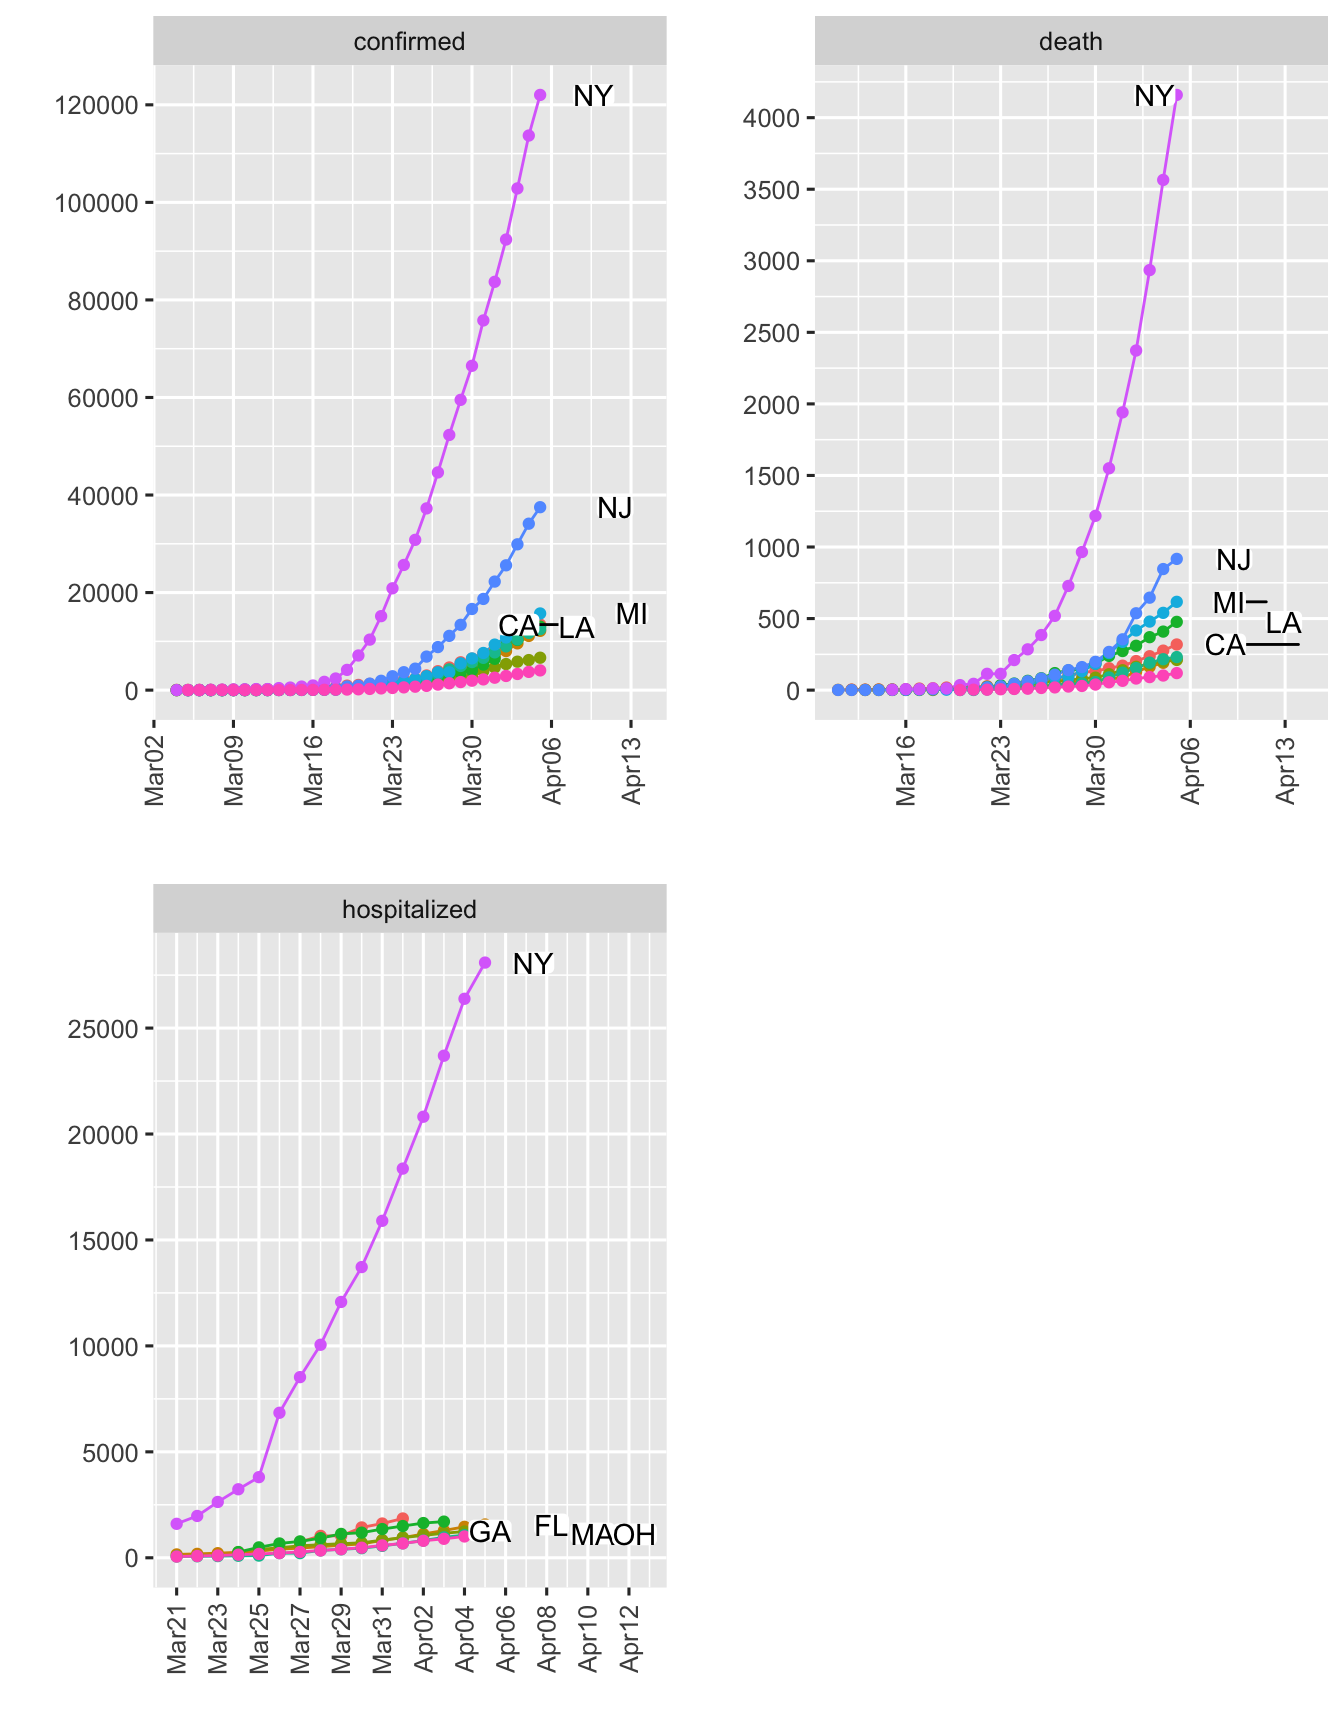 confirmed
120000
100000
80000
60000
40000
20000
0
NY
NJ
MI
CA
LA
Mar02
Mar09
Mar16
Mar23
Mar30
Apr06
Apr13
death
4000
3500
3000
2500
2000
1500
1000
500
0
NY
NJ
MI
LA
CA
Mar16
Mar23
Mar30
Apr06
Apr13
hospitalized
25000
20000
15000
10000
5000
0
NY
GA
FL
MA
OH
Mar21
Mar23
Mar25
Mar27
Mar29
Mar31
Apr02
Apr04
Apr06
Apr08
Apr10
Apr12